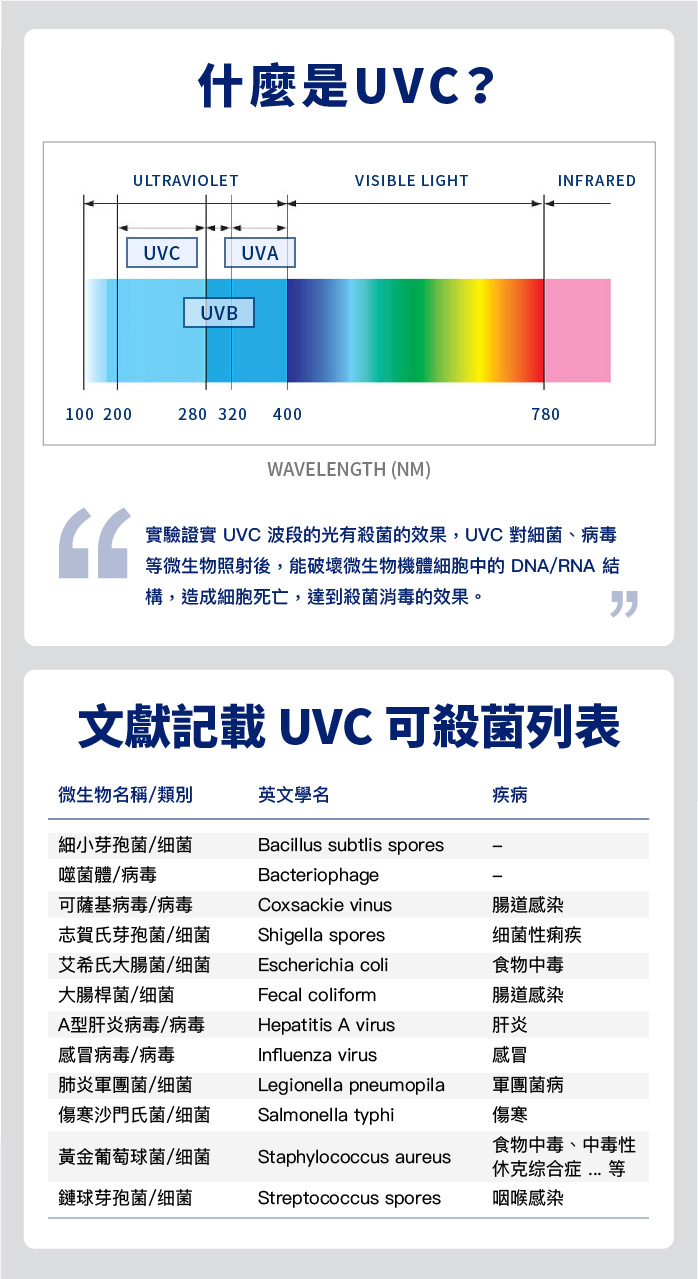 什麼是UVC？
ULTRAVIOLET VISIBLE LIGHT INFRARED
UVC UVA
UVB
100 200 280 320 400 780
WAVELENGTH (NM)
實驗證實 UVC 波段的光有殺菌的效果，UVC 對細菌、病毒
等微生物照射後，能破壞微生物機體細胞中的 DNA/RNA 結
構，造成細胞死亡，達到殺菌消毒的效果。
文獻記載 UVC 可殺菌列表
微生物名稱/類別 英文學名 疾病
細小芽孢菌/细菌 Bacillus subtlis spores –
噬菌體/病毒 Bacteriophage –
可薩基病毒/病毒 Coxsackie vinus 腸道感染
志賀氏芽孢菌/细菌 Shigella spores 细菌性痢疾
艾希氏大腸菌/细菌 Escherichia coli 食物中毒
大腸桿菌/细菌 Fecal coliform 腸道感染
A型肝炎病毒/病毒 Hepatitis A virus 肝炎
感冒病毒/病毒 Influenza virus 感冒
肺炎軍團菌/细菌 Legionella pneumopila 軍團菌病
傷寒沙門氏菌/细菌 Salmonella typhi 傷寒
黃金葡萄球菌/细菌 Staphylococcus aureus 食物中毒、中毒性
休克综合症 ... 等
鏈球芽孢菌/细菌 Streptococcus spores 咽喉感染